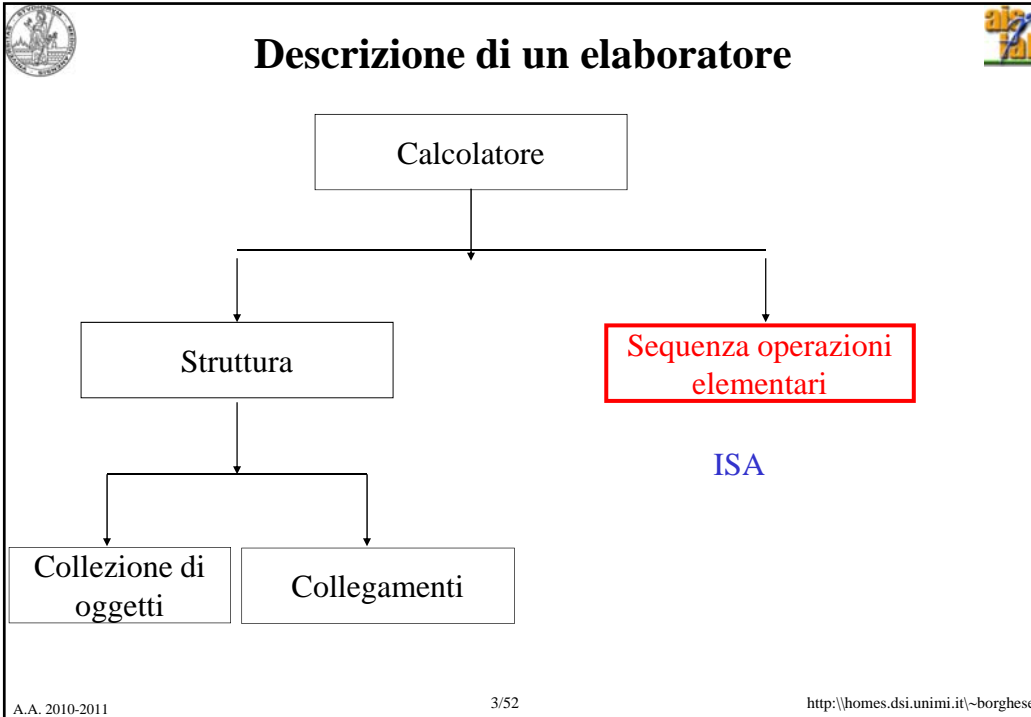 Descrizione di un elaboratore
Calcolatore
Struttura
Sequenza operazioni
elementari
ISA
Collezione di
oggetti
Collegamenti
A.A. 2010-2011
3/52
http:\\homes.dsi.unimi.it\~borghese